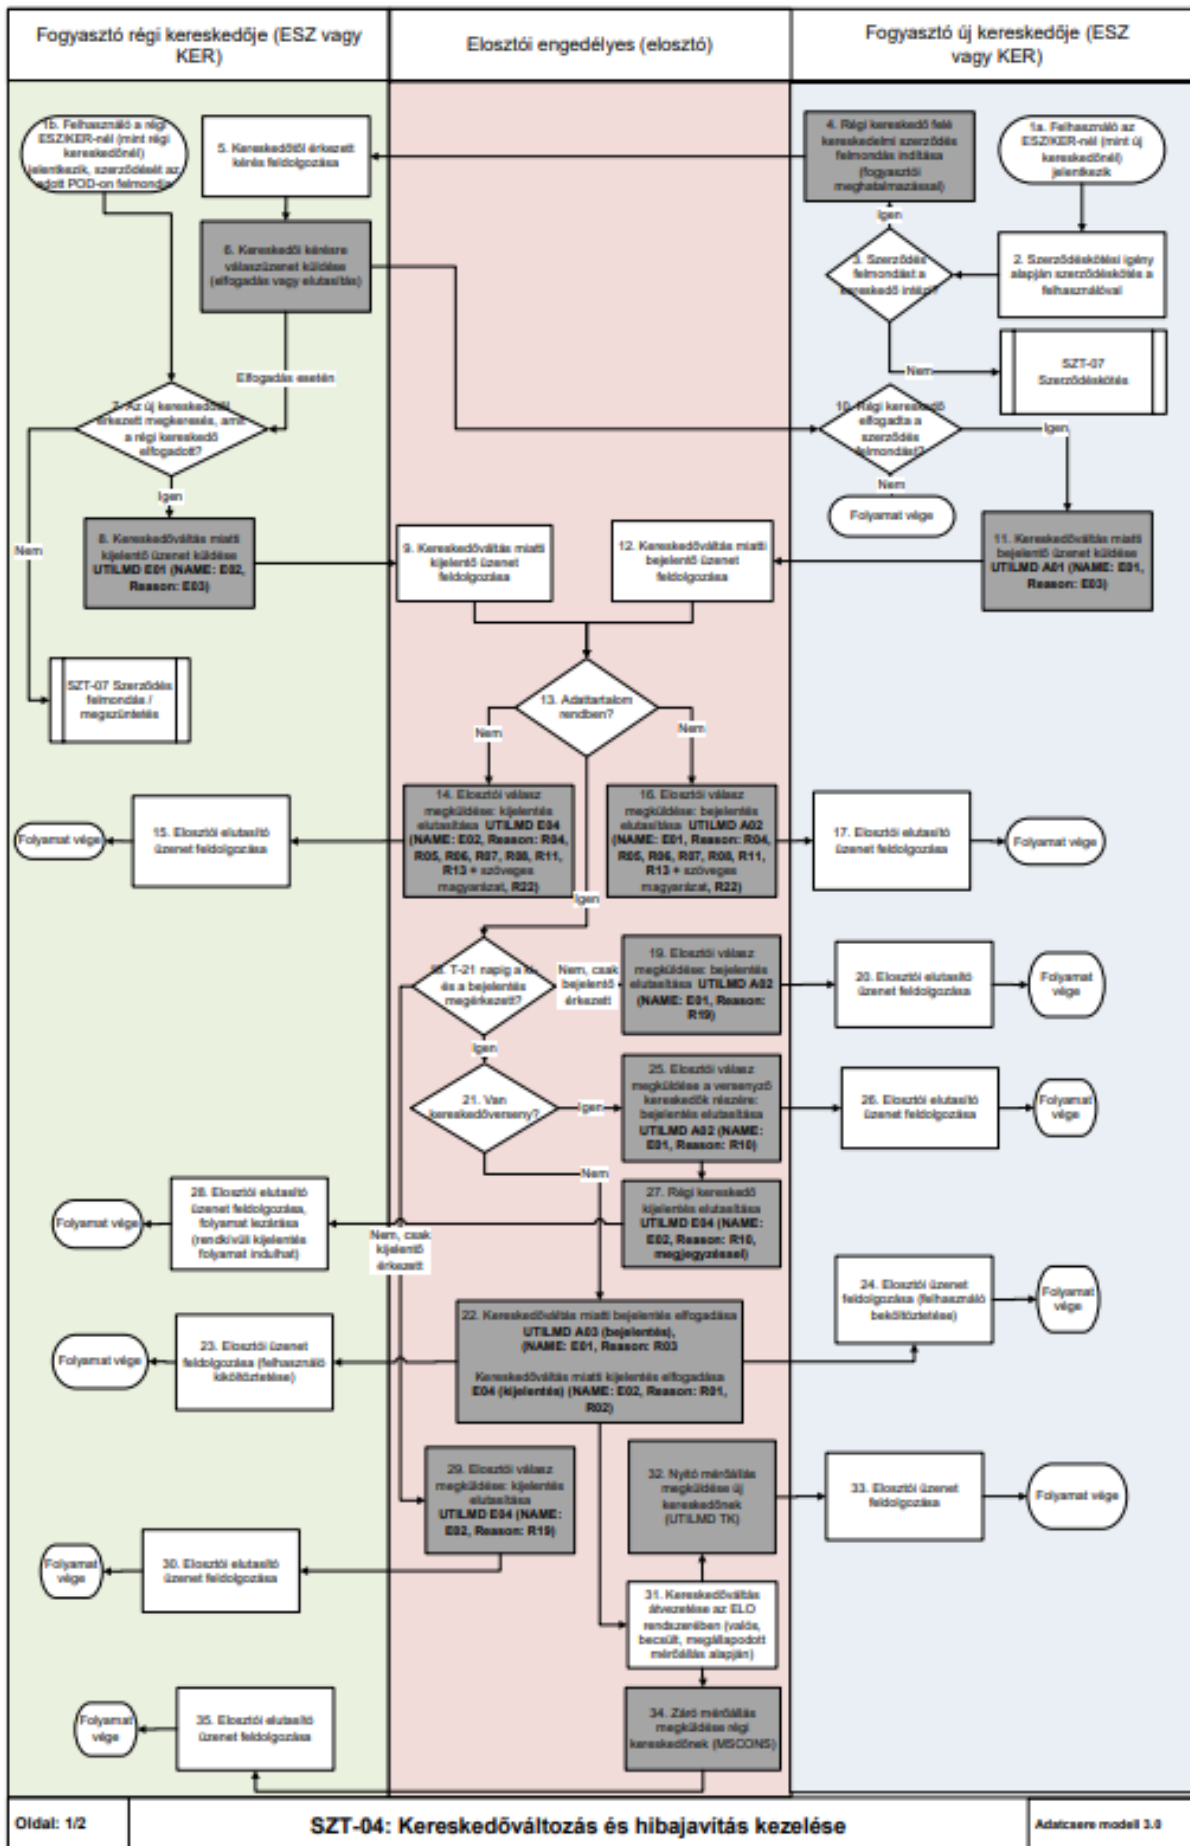 Fogyasztó régi kereskedője (ESZ vagy
KER)
Elosztói engedélyes (elosztó)
Fogyasztó új kereskedője (ESZ
vagy KER)
1b. Felhasználó a régi
ESZ/KER-nél (mint régi
kereskedőnél)
jelentkezik, szerződését az
adott POD-on felmondja
5. Kereskedőtől érkezett
kérés feldolgozása
4. Régi kereskedő felé
kereskedelmi szerződés
felmondás indítása
(fogyasztói
meghatalmazással)
1a. Felhasználó az
ESZ/KER-nél (mint új
kereskedőnél)
jelentkezik
Igen
6. Kereskedői kérésre
válaszüzenet küldése
(elfogadás vagy elutasítás)
3. Szerződés
felmondást a
kereskedő intézi?
2. Szerződéskötési igény
alapján szerződéskötés a
felhasználóval
Elfogadás esetén
Nem
SZT-07
Szerződéskötés
7. Az új kereskedőtől
érkezett megkeresés, amit
a régi kereskedő
elfogadott?
10. Régi kereskedő
elfogadta a
szerződés
felmondást?
Igen
Igen
Nem
Folyamat vége
Nem
8. Kereskedőváltás miatti
kijelentő üzenet küldése
UTILMD E01 (NAME: E02,
Reason: E03)
9. Kereskedőváltás miatti
kijelentő üzenet
feldolgozása
12. Kereskedőváltás miatti
bejelentő üzenet
feldolgozása
11. Kereskedőváltás miatti
bejelentő üzenet küldése
UTILMD A01 (NAME: E01,
Reason: E03)
SZT-07 Szerződés
felmondás /
megszüntetés
13. Adattartalom
rendben?
Nem
Nem
14. Elosztói válasz
megküldése: kijelentés
elutasítása UTILMD E04
(NAME: E02, Reason: R04,
R05, R06, R07, R08, R11,
R13 + szöveges
magyarázat, R22)
16. Elosztói válasz
megküldése: bejelentés
elutasítása UTILMD A02
(NAME: E01, Reason: R04,
R05, R06, R07, R08, R11,
R13 + szöveges
magyarázat, R22)
Folyamat vége
15. Elosztói elutasító
üzenet feldolgozása
17. Elosztói elutasító
üzenet feldolgozása
Folyamat vége
Igen
18. T-21 napig a ki-
és a bejelentés
megérkezett?
Nem, csak
bejelentő
érkezett
19. Elosztói válasz
megküldése: bejelentés
elutasítása UTILMD A02
(NAME: E01, Reason:
R19)
20. Elosztói elutasító
üzenet feldolgozása
Folyamat
vége
Igen
21. Van
kereskedőverseny?
Igen
25. Elosztói válasz
megküldése a versenyző
kereskedők részére:
bejelentés elutasítása
UTILMD A02 (NAME:
E01, Reason: R10)
26. Elosztói elutasító
üzenet feldolgozása
Folyamat
vége
Nem
Folyamat vége
28. Elosztói elutasító
üzenet feldolgozása,
folyamat lezárása
(rendkívüli kijelentés
folyamat indulhat)
27. Régi kereskedő
kijelentés elutasítása
UTILMD E04 (NAME:
E02, Reason: R10,
megjegyzéssel)
Nem, csak
kijelentő
érkezett
24. Elosztói üzenet
feldolgozása (felhasználó
beköltöztetése)
Folyamat
vége
22. Kereskedőváltás miatti bejelentés elfogadása
UTILMD A03 (bejelentés),
(NAME: E01, Reason: R03
Kereskedőváltás miatti kijelentés elfogadása
E04 (kijelentés) (NAME: E02, Reason: R01,
R02)
Folyamat vége
23. Elosztói üzenet
feldolgozása (felhasználó
kiköltöztetése)
29. Elosztói válasz
megküldése: kijelentés
elutasítása
UTILMD E04 (NAME:
E02, Reason: R19)
32. Nyitó mérőállás
megküldése új
kereskedőnek
(UTILMD TK)
33. Elosztói üzenet
feldolgozása
Folyamat vége
Folyamat
vége
30. Elosztói elutasító
üzenet feldolgozása
31. Kereskedőváltás
átvezetése az ELO
rendszerében (valós,
becsült, megállapodott
mérőállás alapján)
Folyamat
vége
35. Elosztói elutasító
üzenet feldolgozása
34. Záró mérőállás
megküldése régi
kereskedőnek (MSCONS)
Oldal: 1/2
SZT-04: Kereskedőváltozás és hibajavítás kezelése
Adatcsere modell 3.0